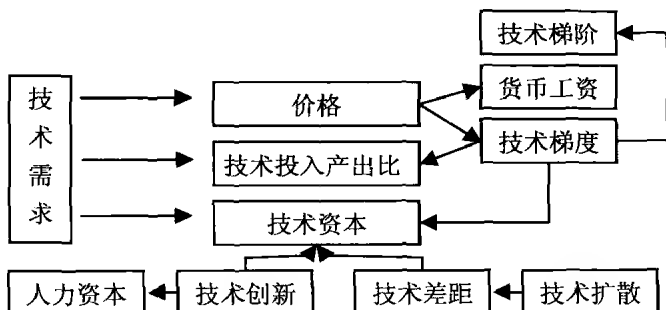 技术梯阶
技术需求
价格
货币工资
技术投入产出比
技术梯度
技术资本
人力资本
技术创新
技术差距
技术扩散